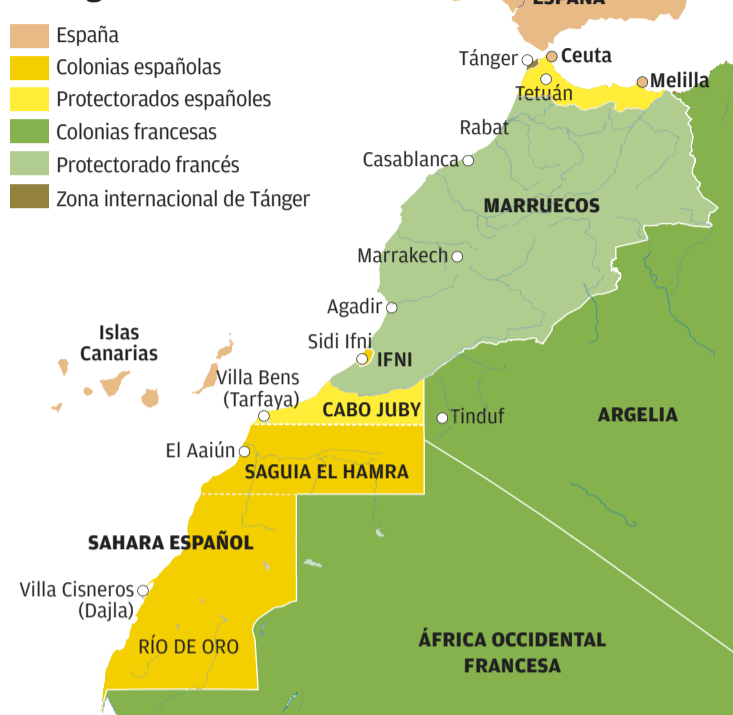 ESPAÑA
España
Colonias españolas
Protectorados españoles
Colonias francesas
Protectorado francés
Zona internacional de Tánger
Tánger
Ceuta
Tetuán
Melilla
Rabat
Casablanca
MARRUECOS
Marrakech
Agadir
Islas
Canarias
Sidi Ifni
IFNI
Villa Bens
(Tarfaya)
CABO JUBY
Tinduf
ARGELIA
El Aaiún
SAGUIA EL HAMRA
SAHARA ESPAÑOL
Villa Cisneros
(Dajla)
RÍO DE ORO
ÁFRICA OCCIDENTAL
FRANCESA